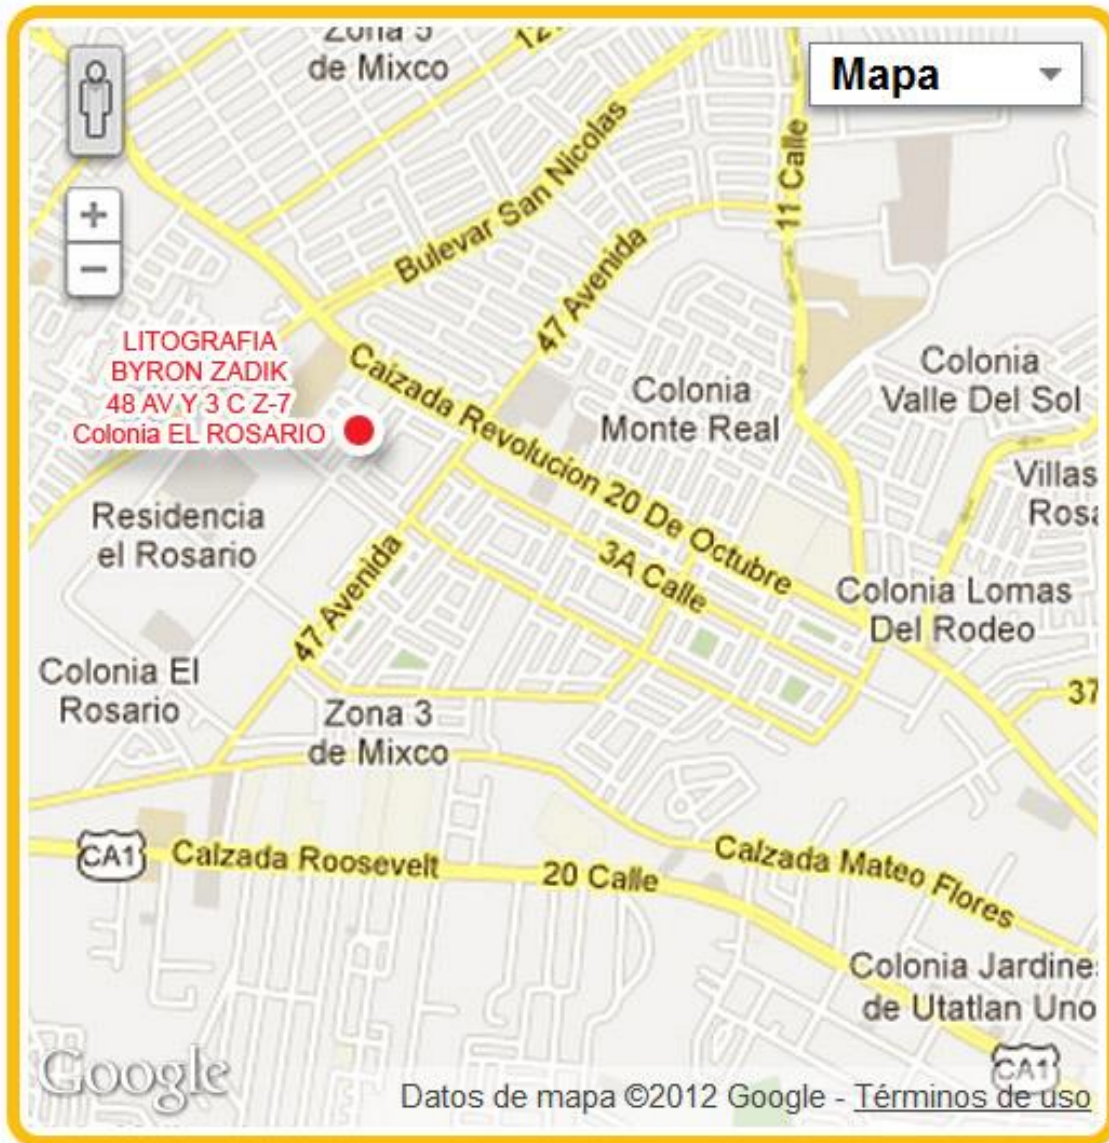 Zona 5
de Mixco
Mapa
Bulevar San Nicolas
11 Calle
47 Avenida
LITOGRAFIA
BYRON ZADIK
48 AV Y 3 C Z-7
Colonia EL ROSARIO
Calzada Revolucion 20 De Octubre
Colonia
Monte Real
Colonia
Valle Del Sol
Villas
Residencia
el Rosario
3A Calle
47 Avenida
Colonia Lomas
Del Rodeo
Colonia El
Rosario
Zona 3
de Mixco
37
CA1
Calzada Roosevelt
20 Calle
Calzada Mateo Flores
Colonia Jardine
de Utatlan Uno
CA1
Google
Datos de mapa ©2012 Google - Términos de uso